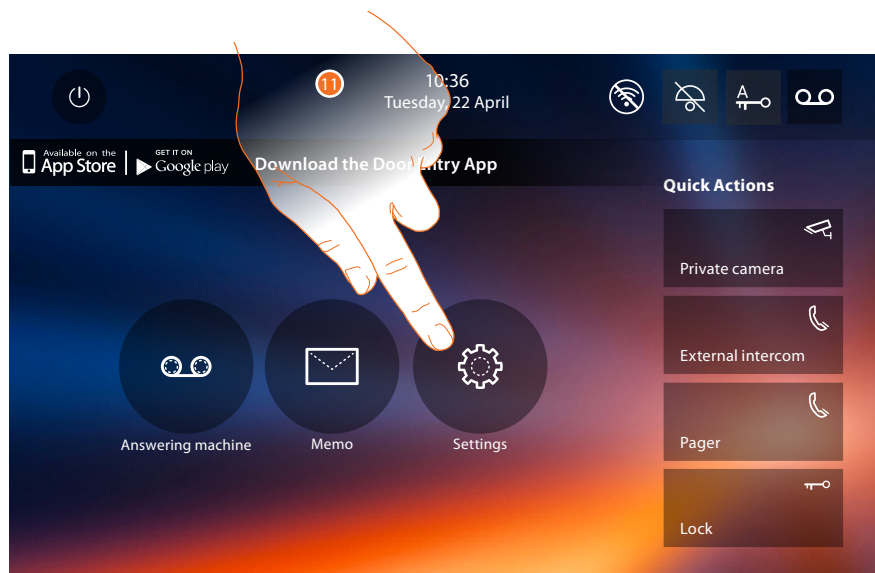 11
10:36
Tuesday, 22 April
A
Available on the
App Store
GET IT ON
Google play
Download the Door Entry App
Quick Actions
Private camera
External intercom
Pager
Lock
Answering machine
Memo
Settings